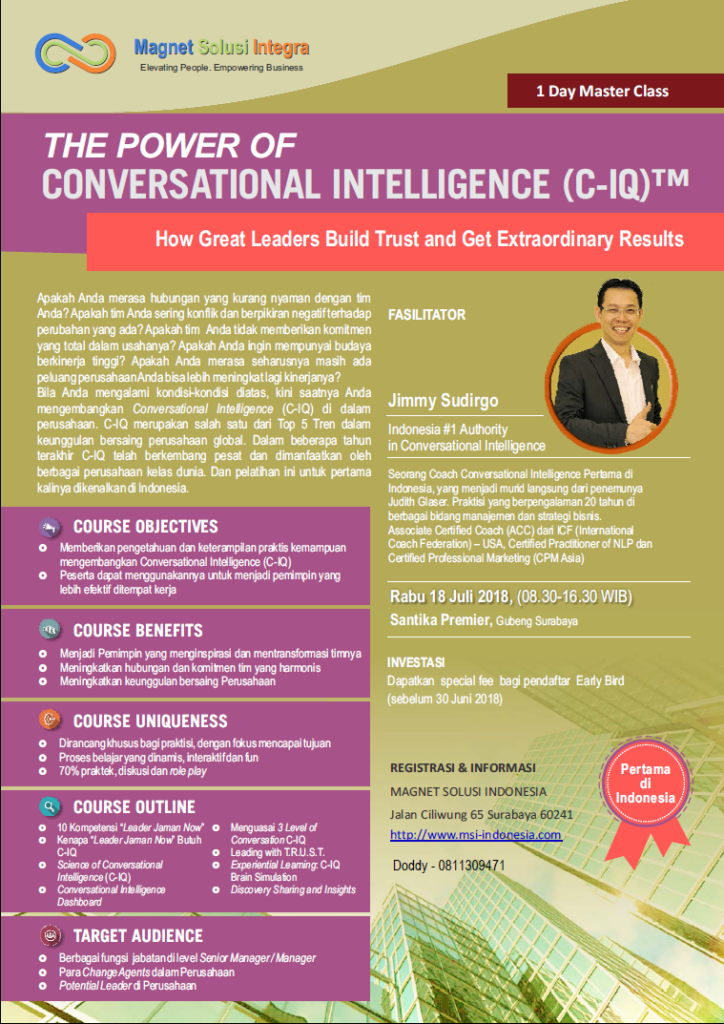 Magnet Solusi Integra
Elevating People. Empowering Business
1 Day Master Class
THE POWER OF
CONVERSATIONAL INTELLIGENCE (C-IQ)™
How Great Leaders Build Trust and Get Extraordinary Results
Apakah Anda merasa hubungan yang kurang nyaman dengan tim
Anda? Apakah tim Anda sering konflik dan berpikiran negatif terhadap
perubahan yang ada? Apakah tim Anda tidak memberikan komitmen
yang total dalam usahanya? Apakah Anda ingin mempunyai budaya
berkinerja tinggi? Apakah Anda merasa seharusnya masih ada
peluang perusahaan Anda bisa lebih meningkat lagi kinerjanya?
Bila Anda mengalami kondisi-kondisi diatas, kini saatnya Anda
mengembangkan Conversational Intelligence (C-IQ) di dalam
perusahaan. C-IQ merupakan salah satu dari Top 5 Tren dalam
keunggulan bersaing perusahaan global. Dalam beberapa tahun
terakhir C-IQ telah berkembang pesat dan dimanfaatkan oleh
berbagai perusahaan kelas dunia. Dan pelatihan ini untuk pertama
kalinya dikenalkan di Indonesia.
COURSE OBJECTIVES
Memberikan pengetahuan dan keterampilan praktis kemampuan
mengembangkan Conversational Intelligence (C-IQ)
Peserta dapat menggunakannya untuk menjadi pemimpin yang
lebih efektif ditempat kerja
COURSE BENEFITS
Menjadi Pemimpin yang menginspirasi dan mentransformasi timnya
Meningkatkan hubungan dan komitmen tim yang harmonis
Meningkatkan keunggulan bersaing Perusahaan
COURSE UNIQUENESS
Dirancang khusus bagi praktisi, dengan fokus mencapai tujuan
Proses belajar yang dinamis, interaktif dan fun
70% praktek, diskusi dan role play
COURSE OUTLINE
10 Kompetensi “Leader Jaman Now”
Kenapa “Leader Jaman Now” Butuh
C-IQ
Science of Conversational
Intelligence (C-IQ)
Conversational Intelligence
Dashboard
Menguasai 3 Level of
Conversation C-IQ
Leading with T.R.U.S.T.
Experiential Learning: C-IQ
Brain Simulation
Discovery Sharing and Insights
TARGET AUDIENCE
Berbagai fungsi jabatan di level Senior Manager / Manager
Para Change Agents dalam Perusahaan
Potential Leader di Perusahaan
FASILITATOR
Jimmy Sudirgo
Indonesia #1 Authority
in Conversational Intelligence
Seorang Coach Conversational Intelligence Pertama di
Indonesia, yang menjadi murid langsung dari penemunya
Judith Glaser. Praktisi yang berpengalaman 20 tahun di
berbagai bidang manajemen dan strategi bisnis.
Associate Certified Coach (ACC) dari ICF (International
Coach Federation) – USA, Certified Practitioner of NLP dan
Certified Professional Marketing (CPM Asia)
Rabu 18 Juli 2018, (08.30-16.30 WIB)
Santika Premier, Gubeng Surabaya
INVESTASI
Dapatkan special fee bagi pendaftar Early Bird
(sebelum 30 Juni 2018)
REGISTRASI & INFORMASI
MAGNET SOLUSI INDONESIA
Jalan Ciliwung 65 Surabaya 60241
http://www.msi-indonesia.com
Doddy - 0811309471
Pertama
di
Indonesia